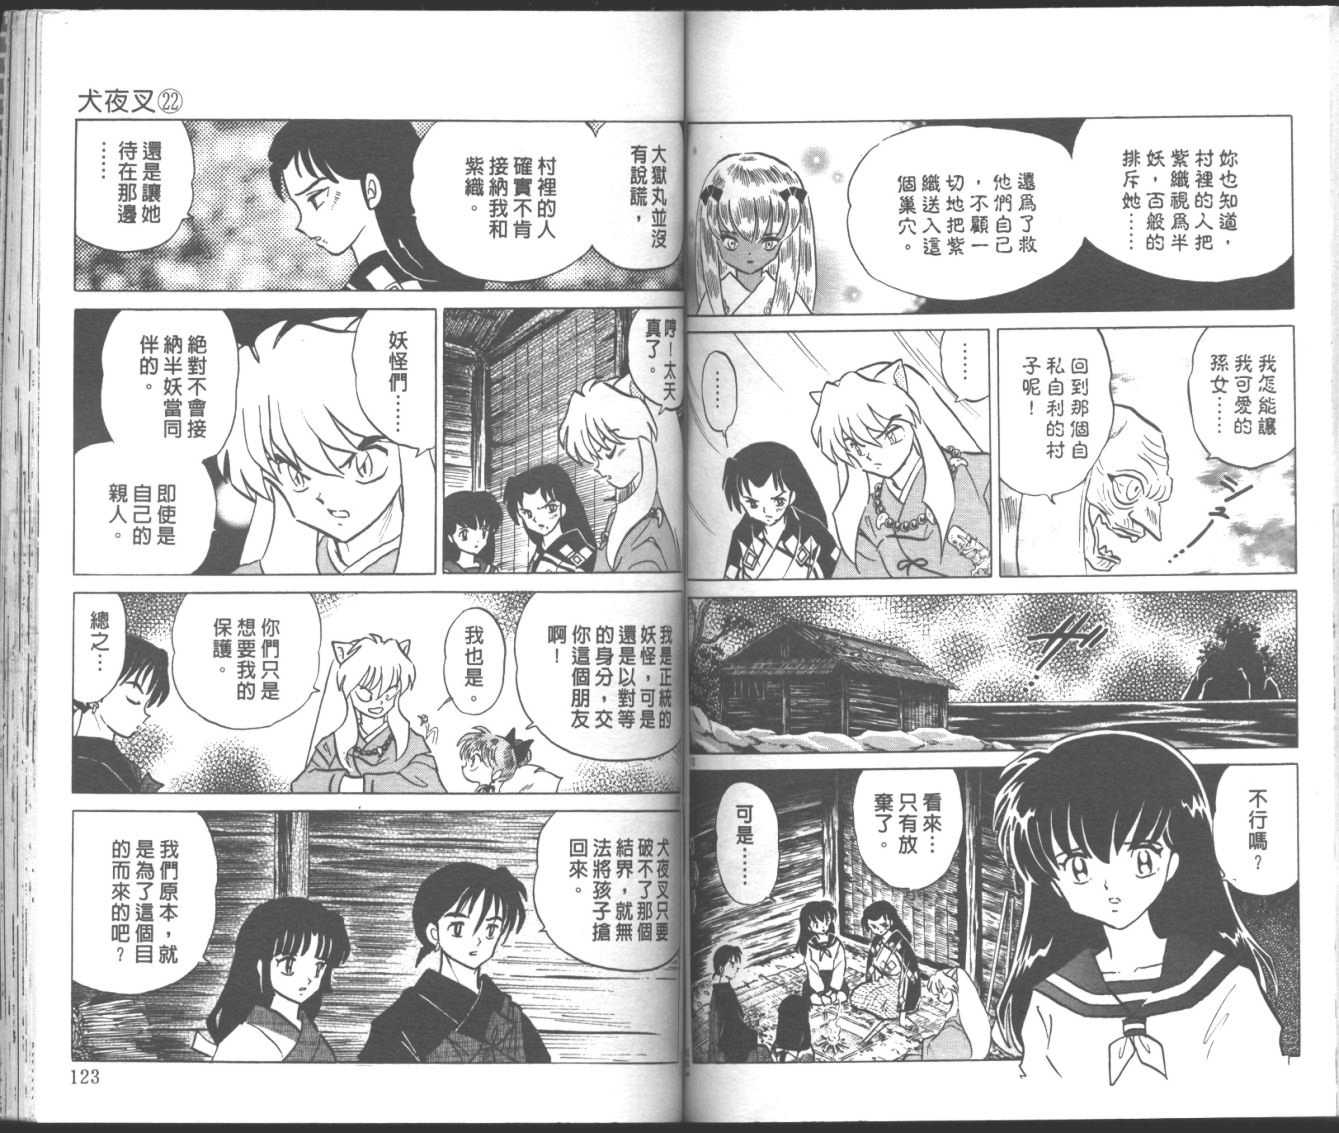 妳也知道，
村裡的人把
紫織視為半
妖，百般的
排斥她……
還為了救
他們自己
，不顧一
切地把紫
織送入這
個巢穴。
我怎能讓
我可愛的
孫女……
回到那個自
私自利的村
子呢！
……
……
不行嗎？
看來…
只有放
棄了。
可是……
犬夜叉㉒
大獄丸並沒
有說謊，
村裡的人
確實不肯
接納我和
紫織。
還是讓她
待在那邊
……
哼！太天
真了。
妖怪們……
絕對不會接
納半妖當同
伴的。
即使是
自己的
親人。
我是正統的
妖怪，可是
還是以對等
的身分，交
你這個朋友
啊！
我也是。
你們只是
想要我的
保護。
總之…
犬夜叉只要
破不了那個
結界，就無
法將孩子搶
回來。
我們原本，就
是為了這個目
的而來的吧？
123